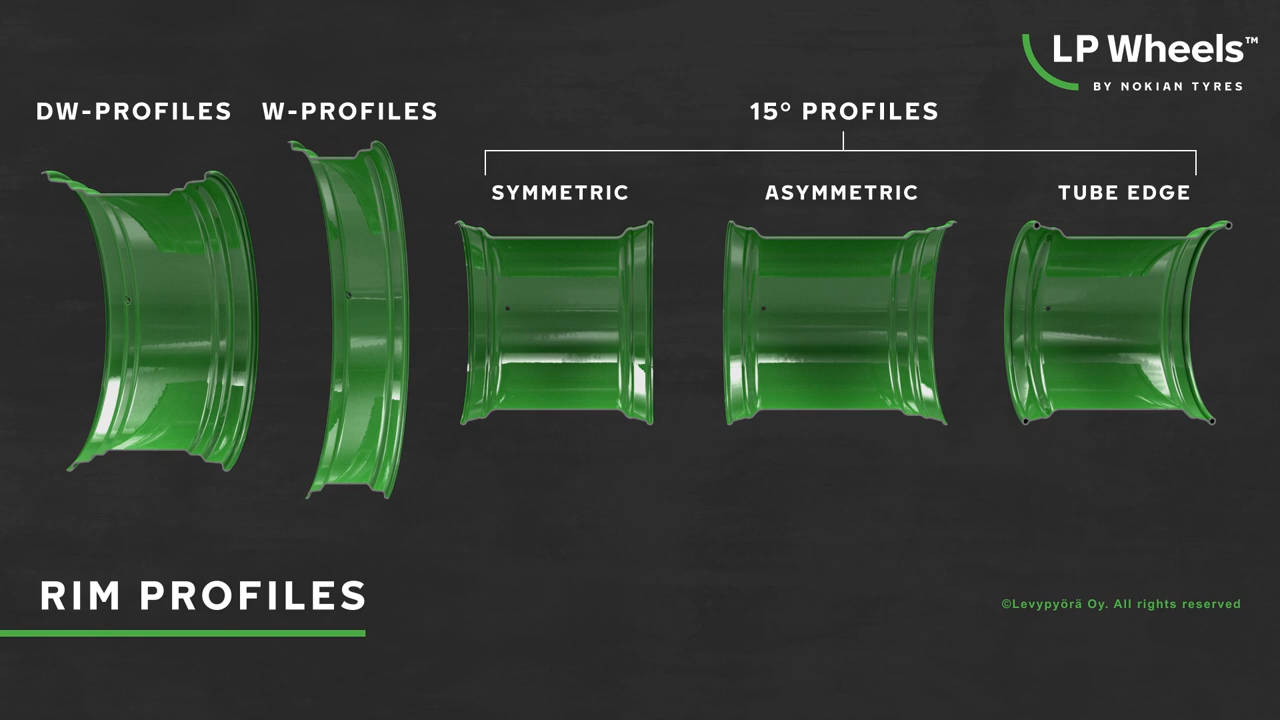 LP Wheels™
BY NOKIAN TYRES
DW-PROFILES
W-PROFILES
15° PROFILES
SYMMETRIC
ASYMMETRIC
TUBE EDGE
RIM PROFILES
©Levypyörä Oy. All rights reserved